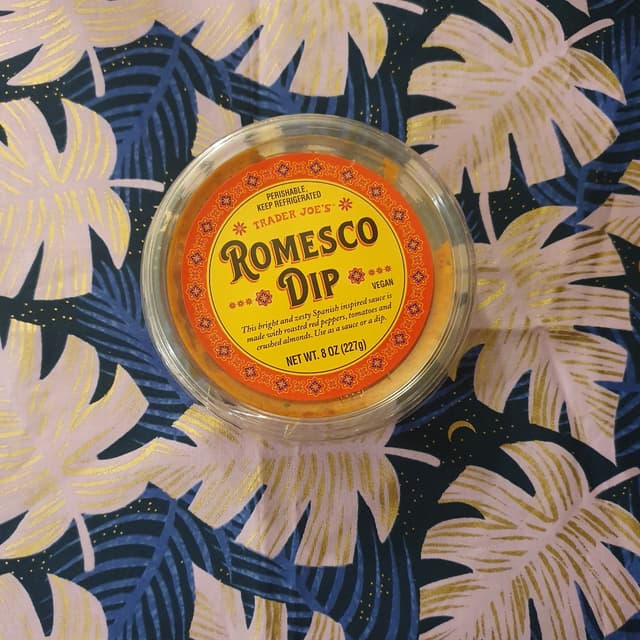 PERISHABLE,
KEEP REFRIGERATED
TRADER JOE'S
ROMESCO
DIP
VEGAN
This bright and zesty Spanish inspired sauce is
made with roasted red peppers, tomatoes and
crushed almonds. Use as a sauce or a dip.
NET WT. 8 OZ (227g)